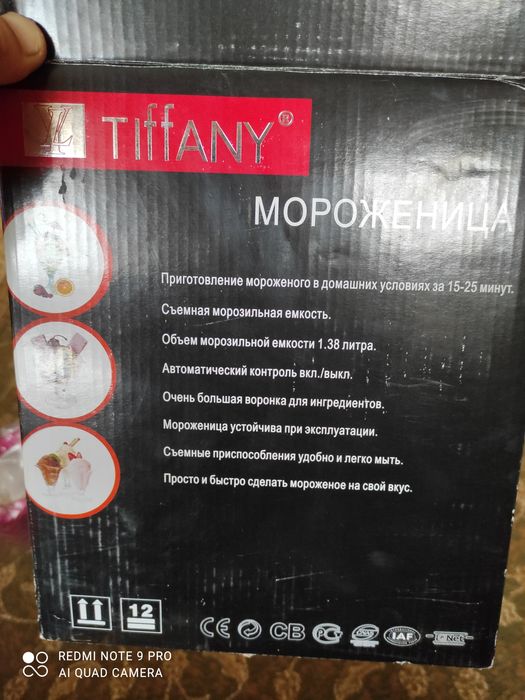 TIffANY®
МОРОЖЕНИЦА
Приготовление мороженого в домашних условиях за 15-25 минут.
Съемная морозильная емкость.
Объем морозильной емкости 1.38 литра.
Автоматический контроль вкл./выкл.
Очень большая воронка для ингредиентов.
Мороженица устойчива при эксплуатации.
Съемные приспособления удобно и легко мыть.
Просто и быстро сделать мороженое на свой вкус.
12
CE CB IAF
REDMI NOTE 9 PRO
AI QUAD CAMERA